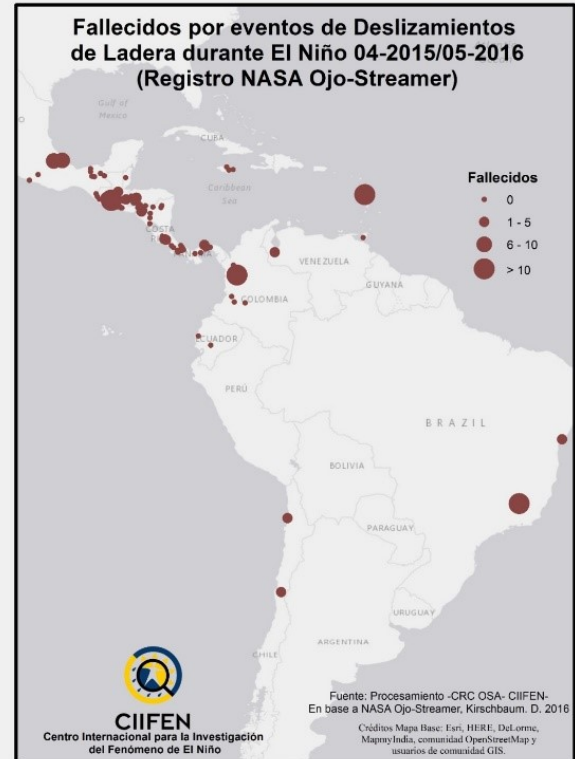 Fallecidos por eventos de Deslizamientos
de Ladera durante El Niño 04-2015/05-2016
(Registro NASA Ojo-Streamer)
Gulf of
Mexico
CUBA
Caribbean
Sea
Fallecidos
0
1 - 5
6 - 10
> 10
COSTA
VENEZUELA
GUYANA
COLOMBIA
ECUADOR
PERÚ
BRAZIL
BOLIVIA
PARAGUAY
URUGUAY
ARGENTINA
CHILE
CIIFEN
Centro Internacional para la Investigación
del Fenómeno de El Niño
Fuente: Procesamiento -CRC OSA- CIIFEN-
En base a NASA Ojo-Streamer, Kirschbaum. D. 2016
Créditos Mapa Base: Esri, HERE, DeLorme,
MapmyIndia, comunidad OpenStreetMap y
usuarios de comunidad GIS.